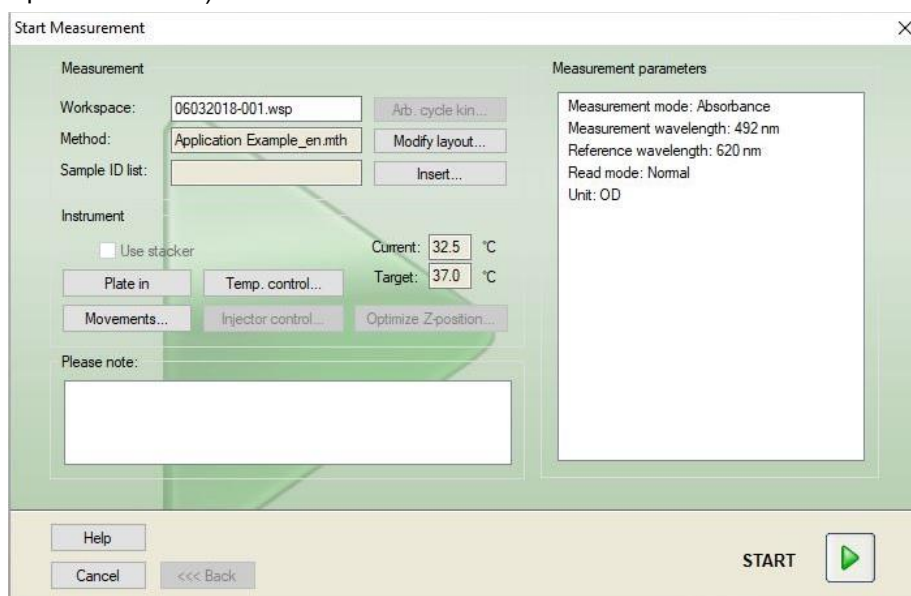 Start Measurement
Measurement
Workspace: 06032018-001.wsp Arb. cycle kin...
Method: Application Example_en.mth Modify layout...
Sample ID list: Insert...
Instrument
Use stacker
Current: 32.5 °C
Plate in Temp. control... Target: 37.0 °C
Movements... Injector control... Optimize Z-position...
Please note:
Measurement parameters
Measurement mode: Absorbance
Measurement wavelength: 492 nm
Reference wavelength: 620 nm
Read mode: Normal
Unit: OD
Help
Cancel <<< Back
START